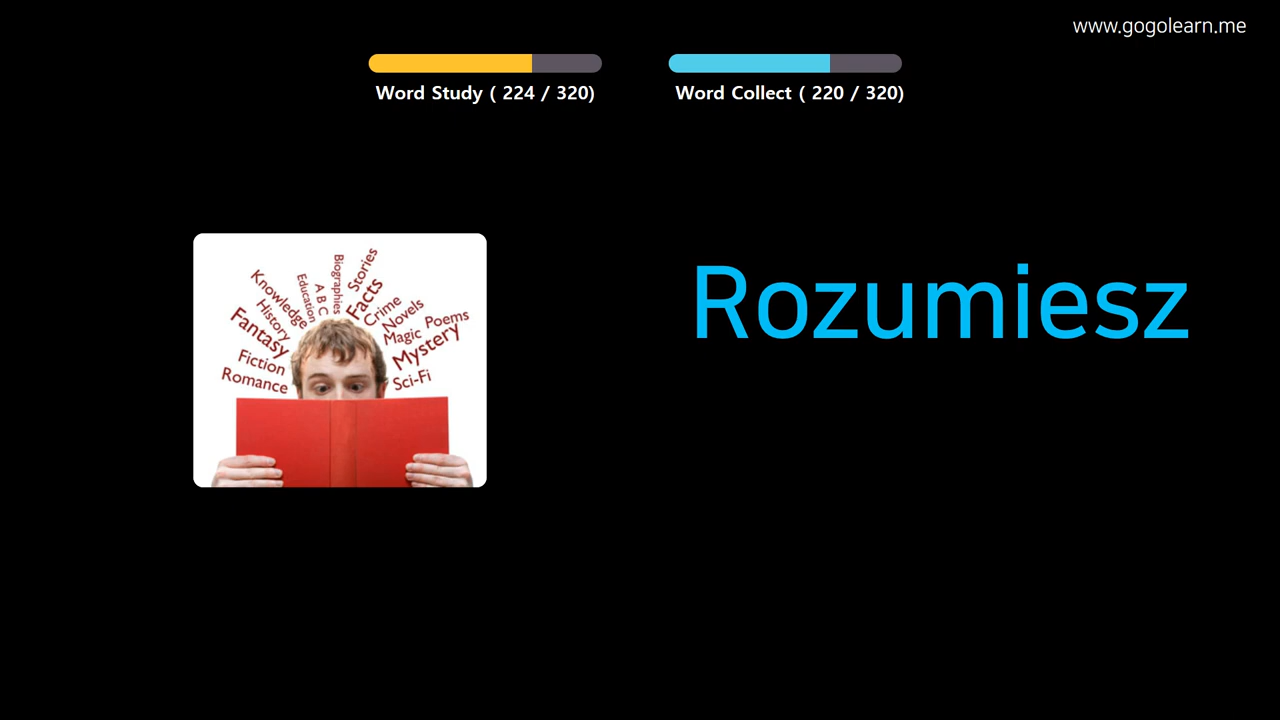 www.gogolearn.me
Word Study ( 224 / 320)
Word Collect ( 220 / 320)
Rozumiesz
Knowledge
History
Fantasy
Fiction
Romance
Education
A B C
Biographies
Stories
Facts
Crime
Novels
Magic
Poems
Mystery
Sci-Fi